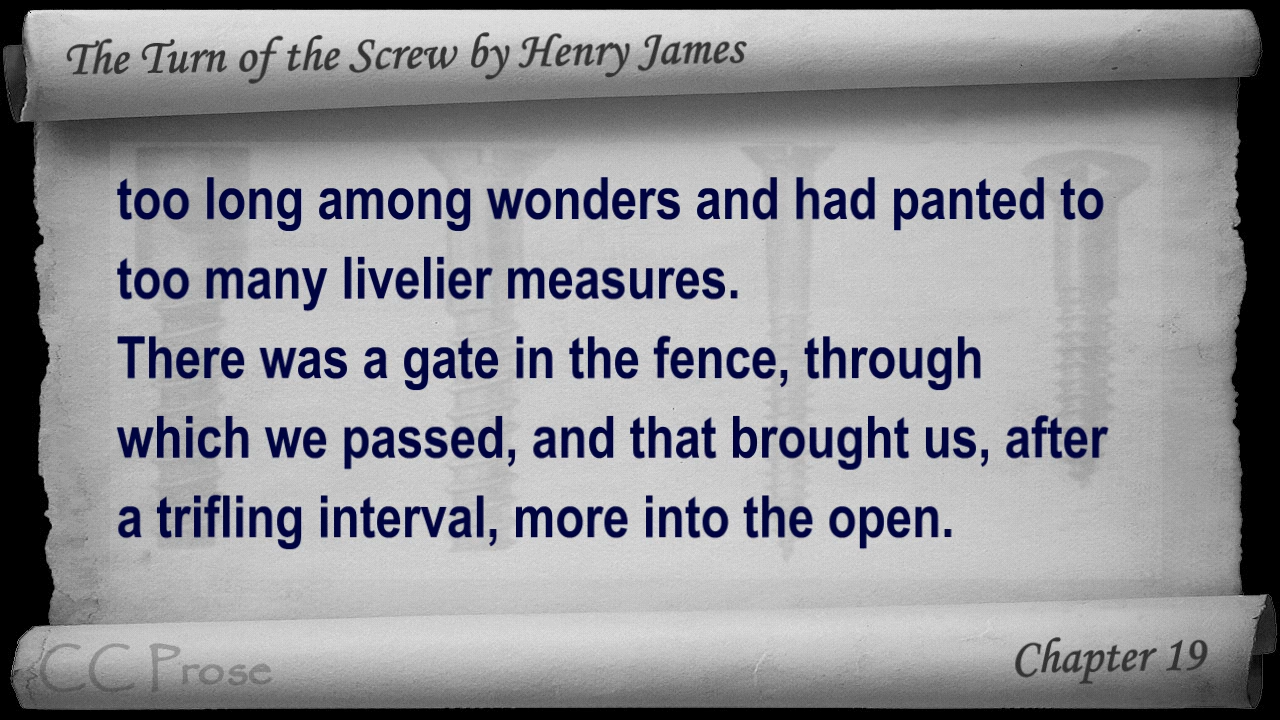 The Turn of the Screw by Henry James
too long among wonders and had panted to
too many livelier measures.
There was a gate in the fence, through
which we passed, and that brought us, after
a trifling interval, more into the open.
CC Prose
Chapter 19